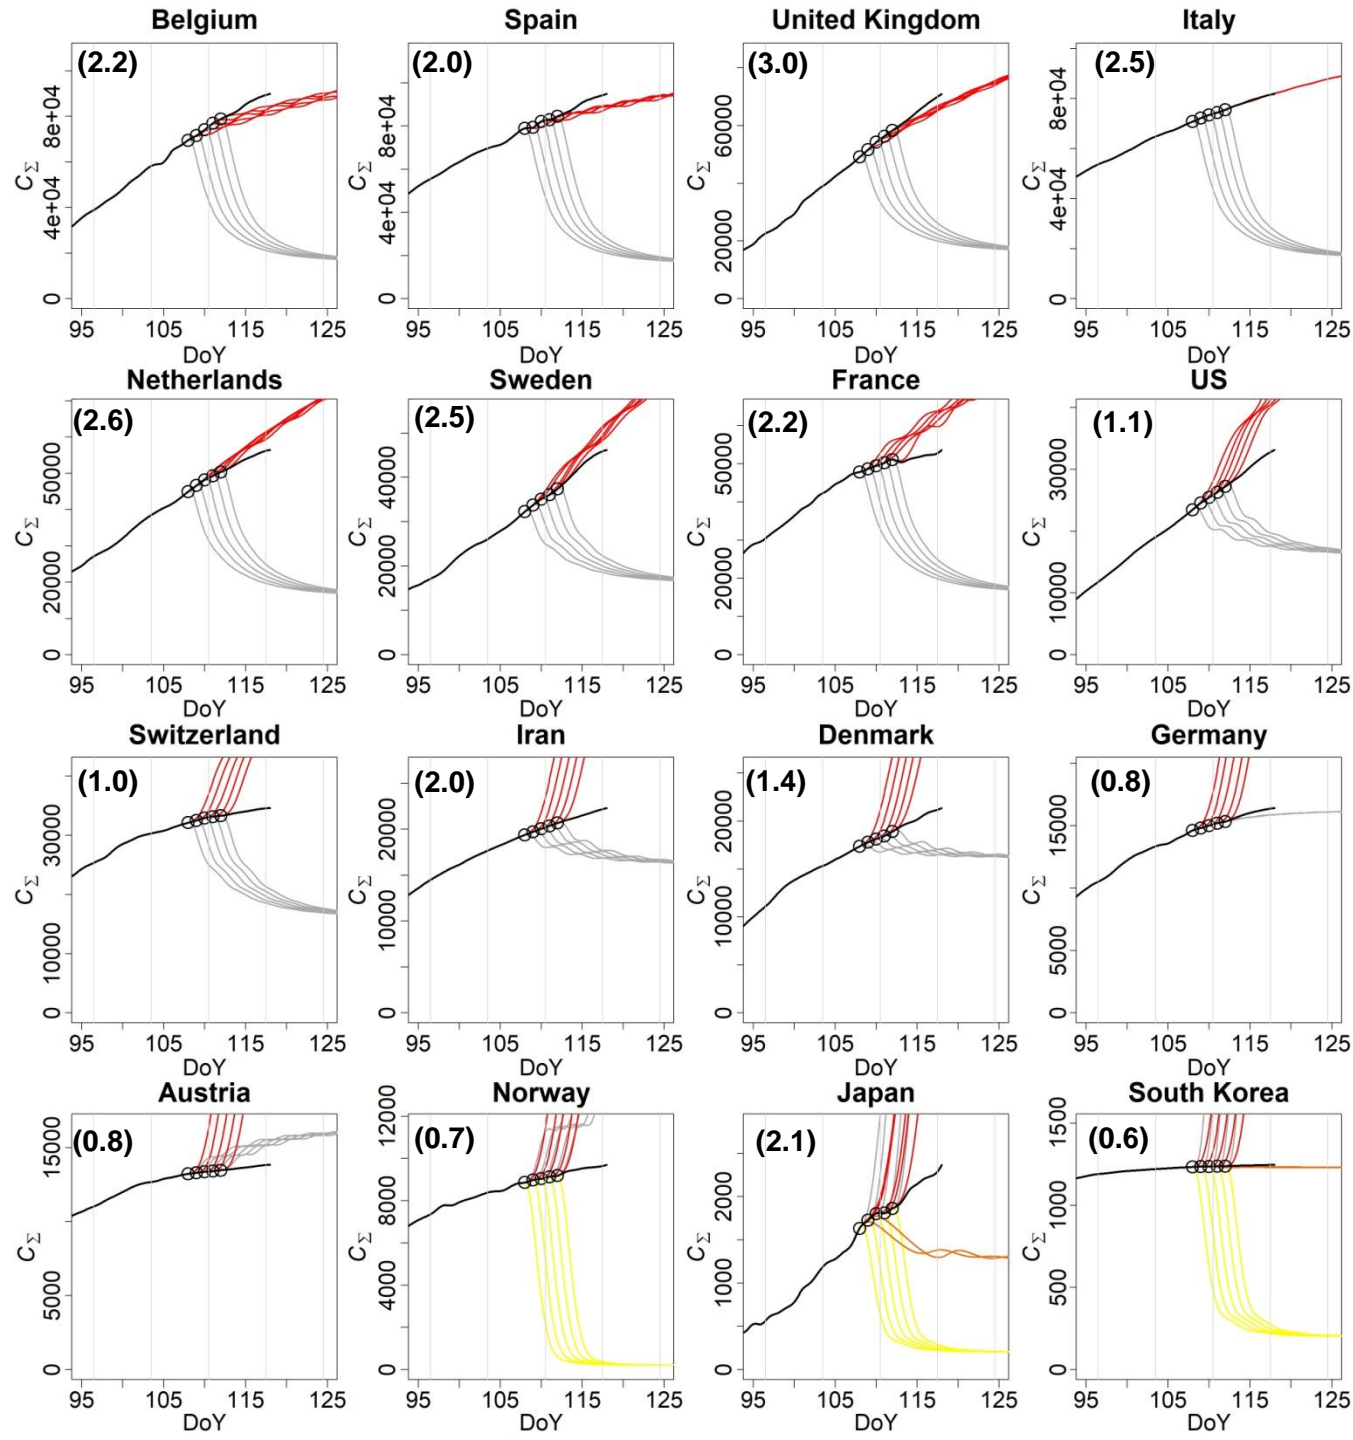 Belgium Spain United Kingdom Italy
(2.2) (2.0) (3.0) (2.5)
CΣ 0 4e+04 8e+04
CΣ 0 4e+04 8e+04
CΣ 0 20000 60000
CΣ 0 4e+04 8e+04
95 105 115 125 95 105 115 125 95 105 115 125 95 105 115 125
DoY DoY DoY DoY
Netherlands Sweden France US
(2.6) (2.5) (2.2) (1.1)
CΣ 0 20000 50000
CΣ 0 20000 40000
CΣ 0 20000 50000
CΣ 0 10000 30000
95 105 115 125 95 105 115 125 95 105 115 125 95 105 115 125
DoY DoY DoY DoY
Switzerland Iran Denmark Germany
(1.0) (2.0) (1.4) (0.8)
CΣ 0 10000 30000
CΣ 0 10000 20000
CΣ 0 10000 20000
CΣ 0 5000 15000
95 105 115 125 95 105 115 125 95 105 115 125 95 105 115 125
DoY DoY DoY DoY
Austria Norway Japan South Korea
(0.8) (0.7) (2.1) (0.6)
CΣ 0 5000 15000
CΣ 0 4000 8000 12000
CΣ 0 1000 2000
CΣ 0 500 1000 1500
95 105 115 125 95 105 115 125 95 105 115 125 95 105 115 125
DoY DoY DoY DoY